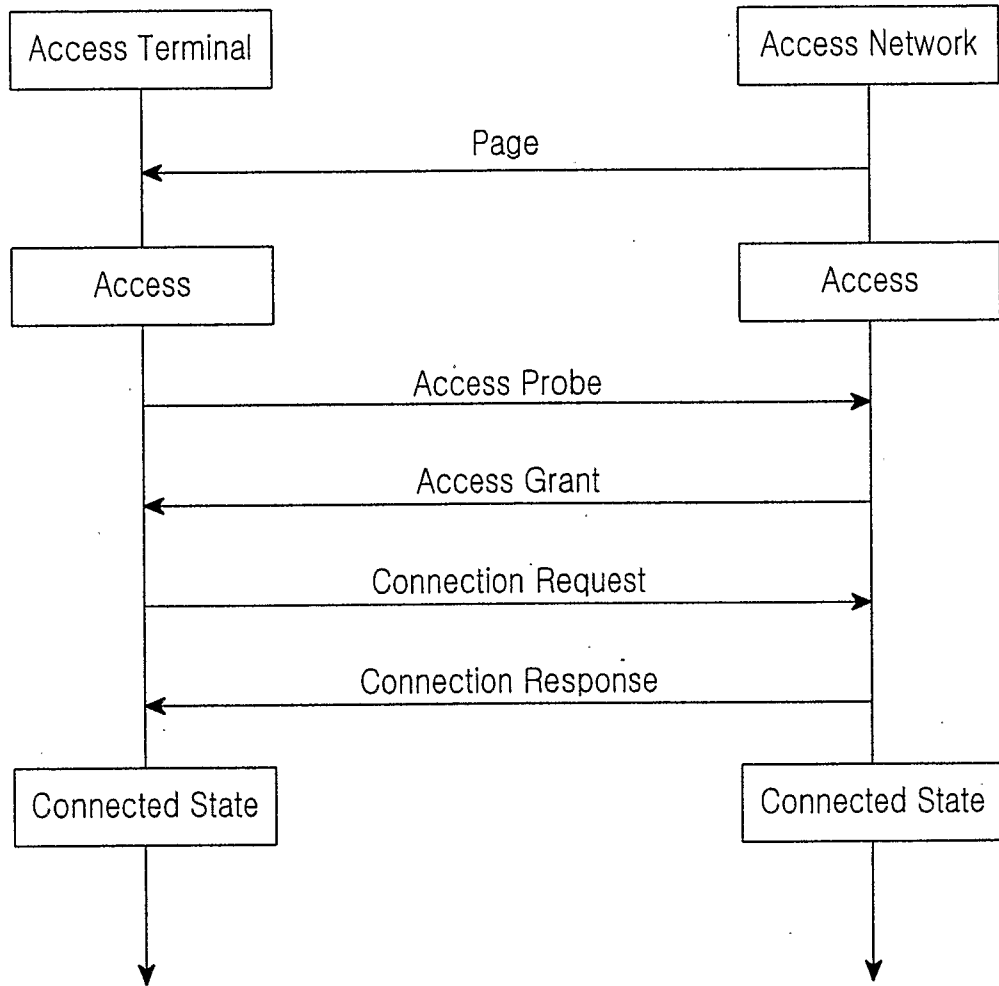 Access Terminal
Access Network
Page
Access
Access
Access Probe
Access Grant
Connection Request
Connection Response
Connected State
Connected State